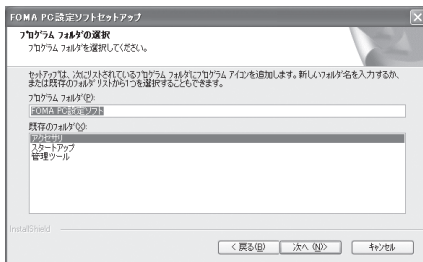 FOMA PC設定ソフトセットアップ
プログラム フォルダの選択
プログラム フォルダを選択してください。
セットアップは、次にリストされているプログラム フォルダにプログラム アイコンを追加します。新しいフォルダ名を入力するか、
または既存のフォルダ リストから1つを選択することもできます。
プログラム フォルダ(P):
FOMA PC設定ソフト
既存のフォルダ(X):
アクセサリ
スタートアップ
管理ツール
InstallShield
< 戻る(B) 次へ (N)> キャンセル